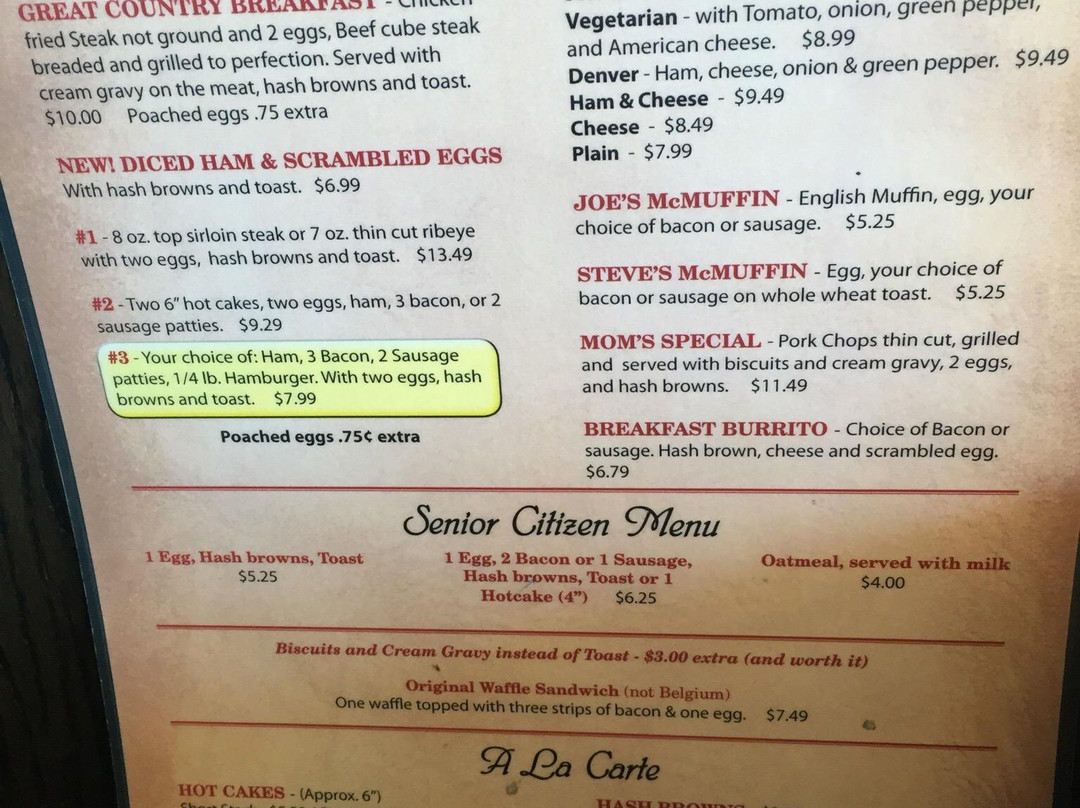 GREAT COUNTRY BREAKFAST - Chicken
fried Steak not ground and 2 eggs, Beef cube steak
breaded and grilled to perfection. Served with
cream gravy on the meat, hash browns and toast.
$10.00 Poached eggs .75 extra
NEW! DICED HAM & SCRAMBLED EGGS
With hash browns and toast. $6.99
#1 - 8 oz. top sirloin steak or 7 oz. thin cut ribeye
with two eggs, hash browns and toast. $13.49
#2 - Two 6" hot cakes, two eggs, ham, 3 bacon, or 2
sausage patties. $9.29
#3 - Your choice of: Ham, 3 Bacon, 2 Sausage
patties, 1/4 lb. Hamburger. With two eggs, hash
browns and toast. $7.99
Poached eggs .75¢ extra
Vegetarian - with Tomato, onion, green pepper,
and American cheese. $8.99
Denver - Ham, cheese, onion & green pepper. $9.49
Ham & Cheese - $9.49
Cheese - $8.49
Plain - $7.99
JOE'S McMUFFIN - English Muffin, egg, your
choice of bacon or sausage. $5.25
STEVE'S McMUFFIN - Egg, your choice of
bacon or sausage on whole wheat toast. $5.25
MOM'S SPECIAL - Pork Chops thin cut, grilled
and served with biscuits and cream gravy, 2 eggs,
and hash browns. $11.49
BREAKFAST BURRITO - Choice of Bacon or
sausage. Hash brown, cheese and scrambled egg.
$6.79
Senior Citizen Menu
1 Egg, Hash browns, Toast
$5.25
1 Egg, 2 Bacon or 1 Sausage,
Hash browns, Toast or 1
Hotcake (4") $6.25
Oatmeal, served with milk
$4.00
Biscuits and Cream Gravy instead of Toast - $3.00 extra (and worth it)
Original Waffle Sandwich (not Belgium)
One waffle topped with three strips of bacon & one egg. $7.49
A La Carte
HOT CAKES - (Approx. 6")
HASH BROWNS